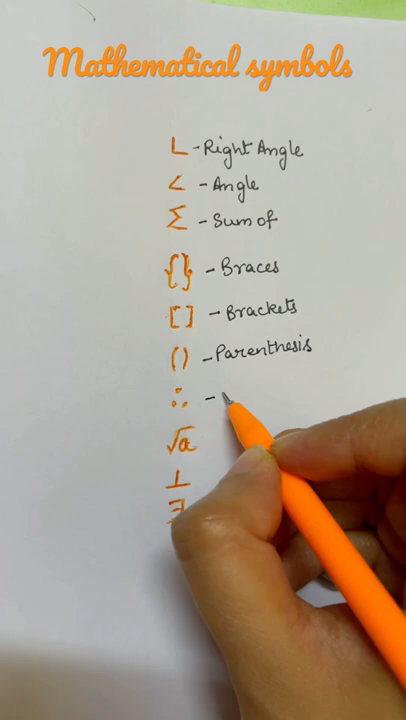 Mathematical symbols
∟ - Right Angle
∠ - Angle
Σ - Sum of
{ } - Braces
[ ] - Brackets
( ) - Parenthesis
∴ -
√a
⊥
∃